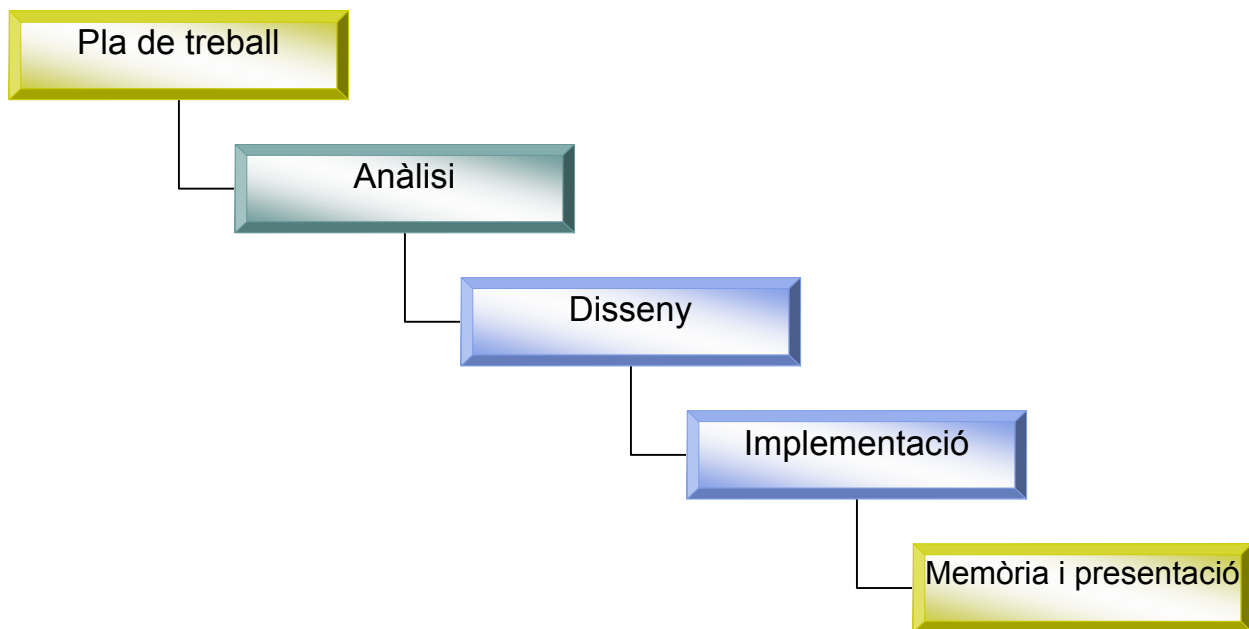 Pla de treball
Anàlisi
Disseny
Implementació
Memòria i presentació